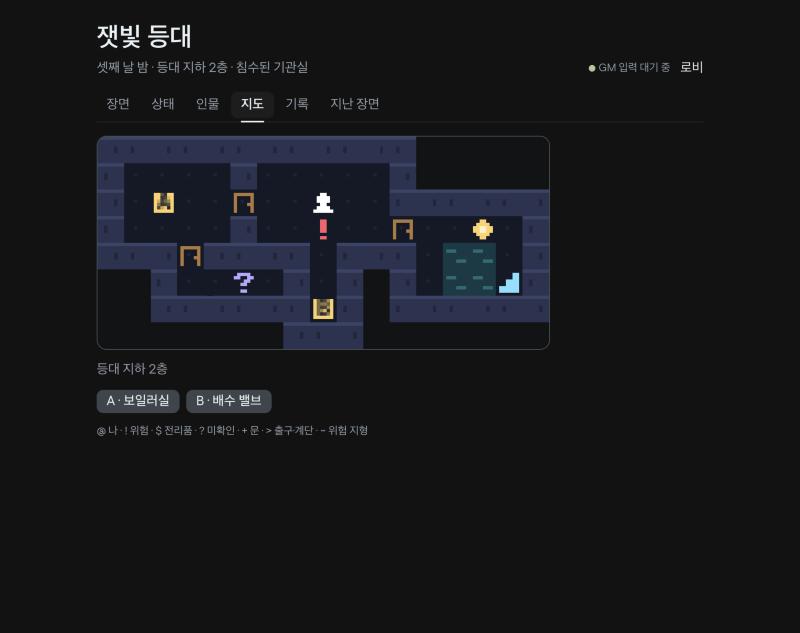 잿빛 등대
셋째 날 밤 · 등대 지하 2층 · 침수된 기관실
GM 입력 대기 중 로비
장면 상태 인물 지도 기록 지난 장면
A
?
!
B
등대 지하 2층
A · 보일러실 B · 배수 밸브
@ 나 · ! 위험 · $ 전리품 · ? 미확인 · + 문 · > 출구·계단 · ~ 위험 지형